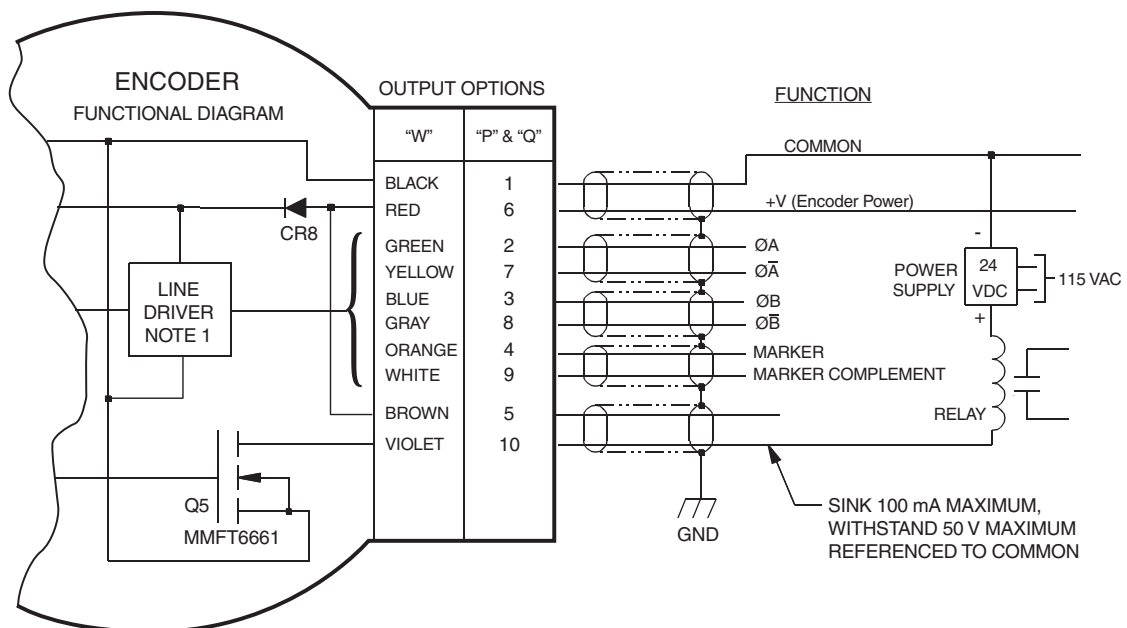 ENCODER
FUNCTIONAL DIAGRAM
OUTPUT OPTIONS
FUNCTION
"W"
"P" & "Q"
COMMON
BLACK 1
RED 6
+V (Encoder Power)
CR8
GREEN 2 ØA
YELLOW 7 ØA̅
BLUE 3 ØB
GRAY 8 ØB̅
ORANGE 4 MARKER
WHITE 9 MARKER COMPLEMENT
BROWN 5
VIOLET 10
LINE
DRIVER
NOTE 1
Q5
MMFT6661
GND
-
POWER
SUPPLY
24
VDC
115 VAC
+
RELAY
SINK 100 mA MAXIMUM,
WITHSTAND 50 V MAXIMUM
REFERENCED TO COMMON